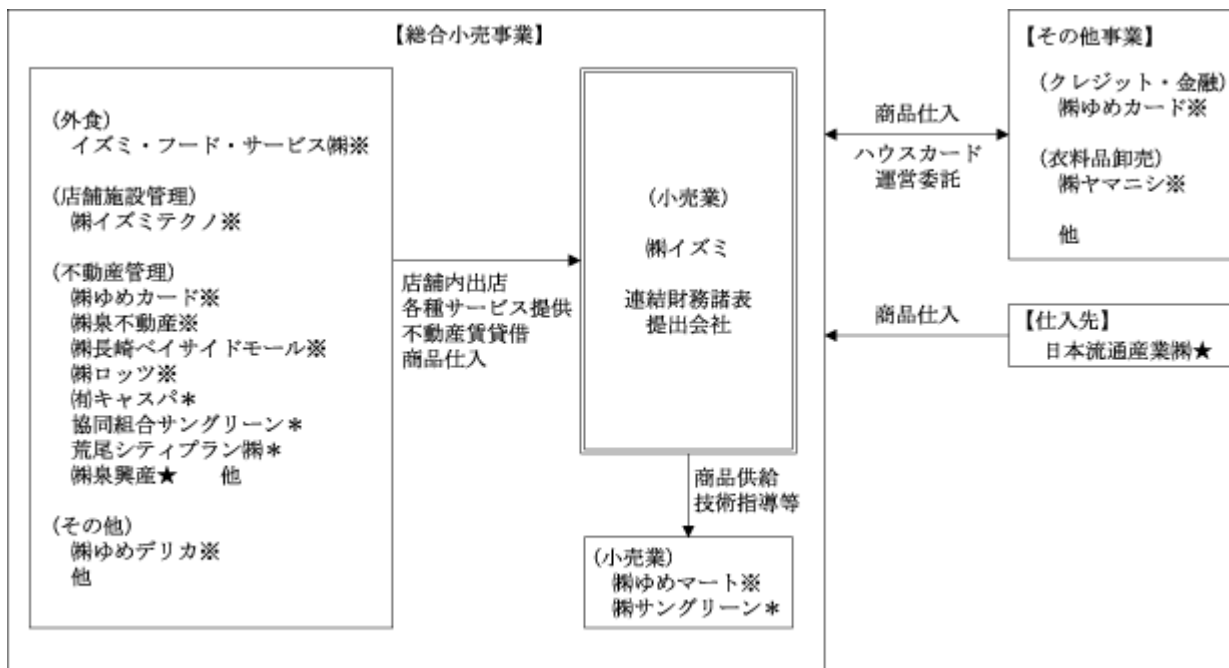 【総合小売事業】
(外食)
イズミ・フード・サービス㈱※
(店舗施設管理)
㈱イズミテクノ※
(不動産管理)
㈱ゆめカード※
㈱泉不動産※
㈱長崎ベイサイドモール※
㈱ロッツ※
㈲キャスパ*
協同組合サングリーン*
荒尾シティプラン㈱*
㈱泉興産★ 他
(その他)
㈱ゆめデリカ※
他
店舗内出店
各種サービス提供
不動産賃貸借
商品仕入
(小売業)
㈱イズミ
連結財務諸表
提出会社
商品供給
技術指導等
(小売業)
㈱ゆめマート※
㈱サングリーン*
商品仕入
ハウスカード
運営委託
【その他事業】
(クレジット・金融)
㈱ゆめカード※
(衣料品卸売)
㈱ヤマニシ※
他
商品仕入
【仕入先】
日本流通産業㈱★